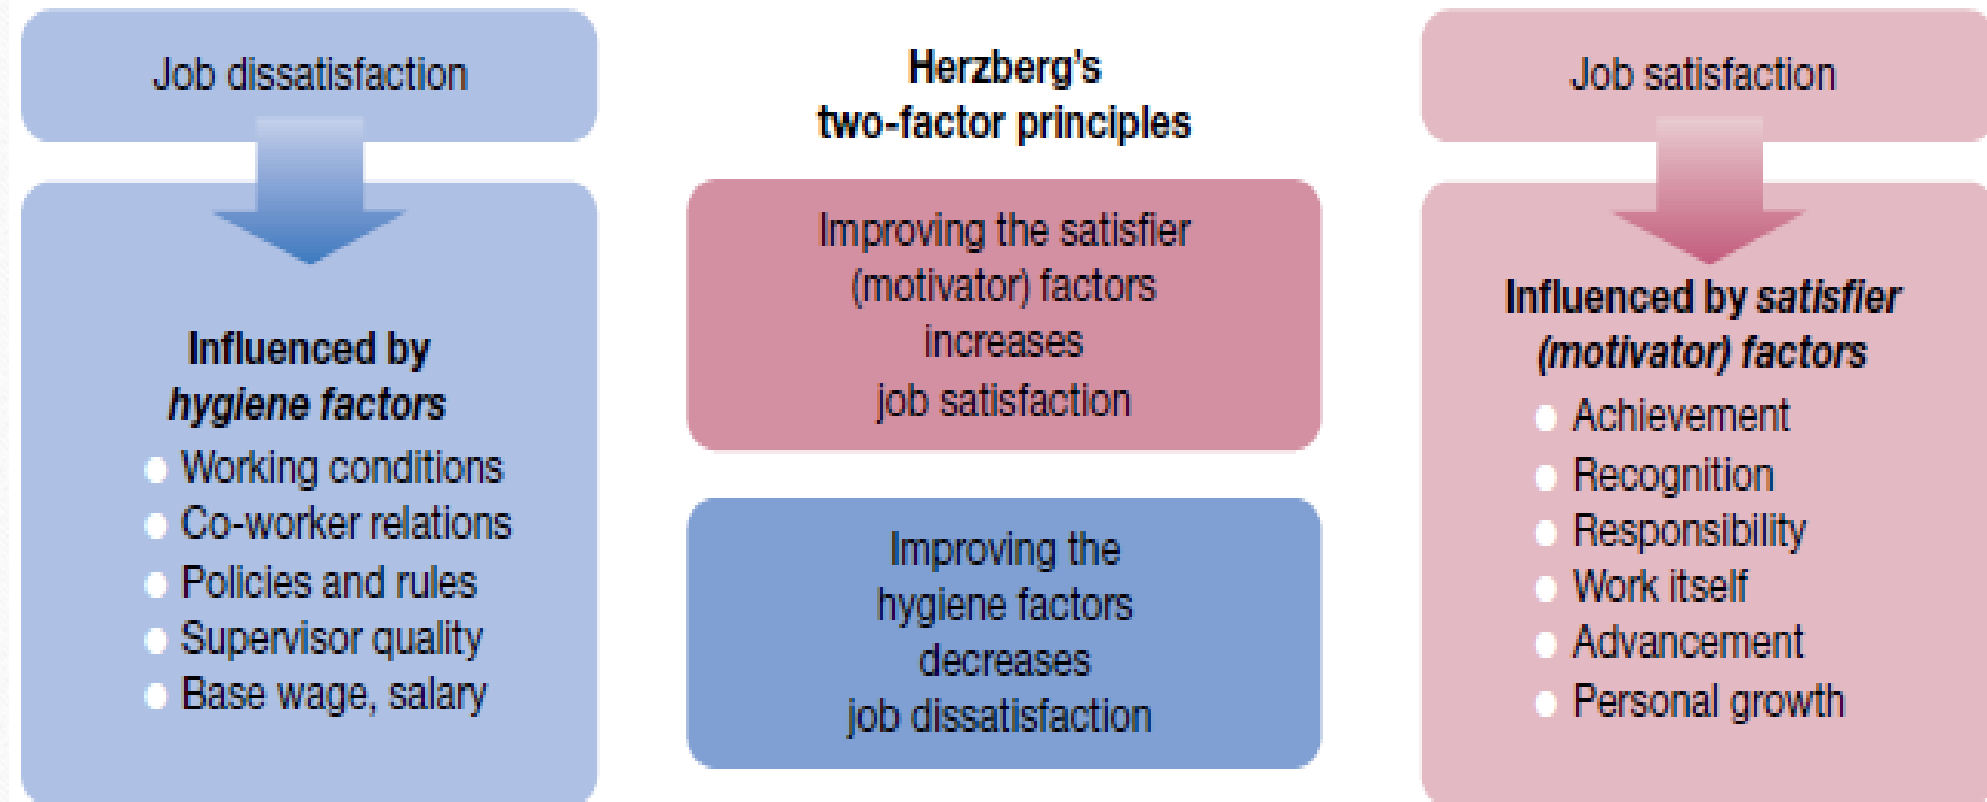 Job dissatisfaction
Influenced by
hygiene factors
Working conditions
Co-worker relations
Policies and rules
Supervisor quality
Base wage, salary
Herzberg's
two-factor principles
Improving the satisfier
(motivator) factors
increases
job satisfaction
Improving the
hygiene factors
decreases
job dissatisfaction
Job satisfaction
Influenced by satisfier
(motivator) factors
Achievement
Recognition
Responsibility
Work itself
Advancement
Personal growth